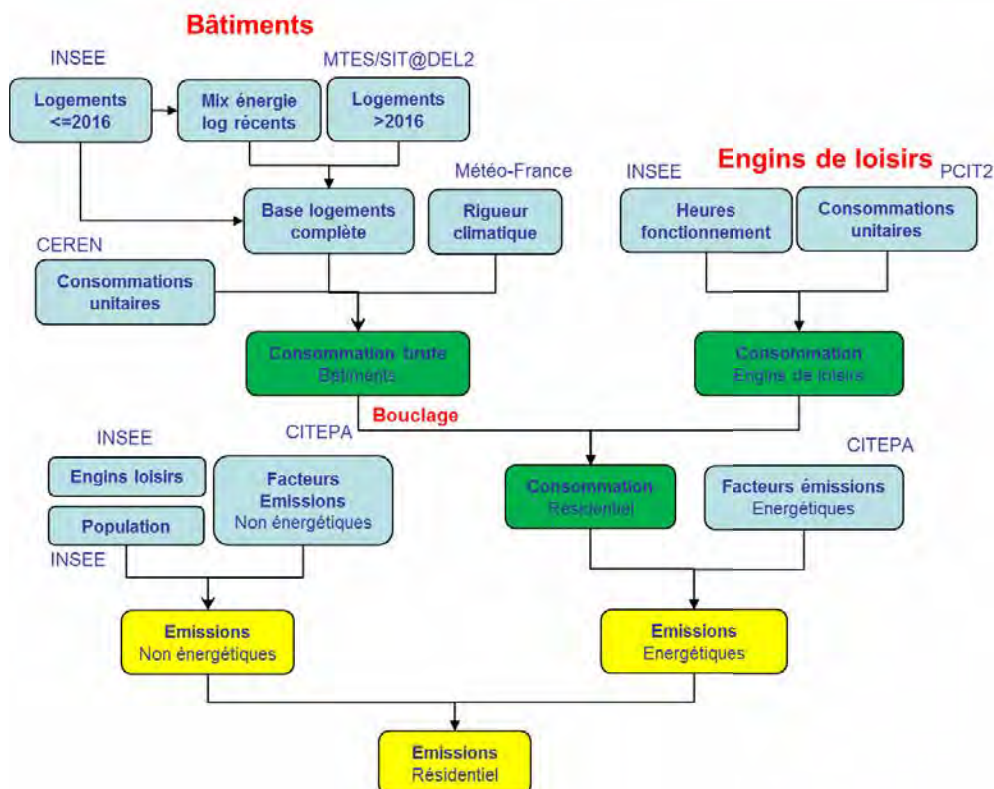 Bâtiments
INSEE
MTES/SIT@DEL2
Logements
<=2016
Mix énergie
log récents
Logements
>2016
Engins de loisirs
Météo-France
INSEE
PCIT2
Base logements
complète
Rigueur
climatique
Heures
fonctionnement
Consommations
unitaires
CEREN
Consommations
unitaires
Consommation brute
Bâtiments
Consommation
Engins de loisirs
Bouclage
INSEE
CITEPA
CITEPA
Engins loisirs
Facteurs
Emissions
Non énergétiques
Population
INSEE
Consommation
Résidentiel
Facteurs émissions
Energétiques
Emissions
Non énergétiques
Emissions
Energétiques
Emissions
Résidentiel